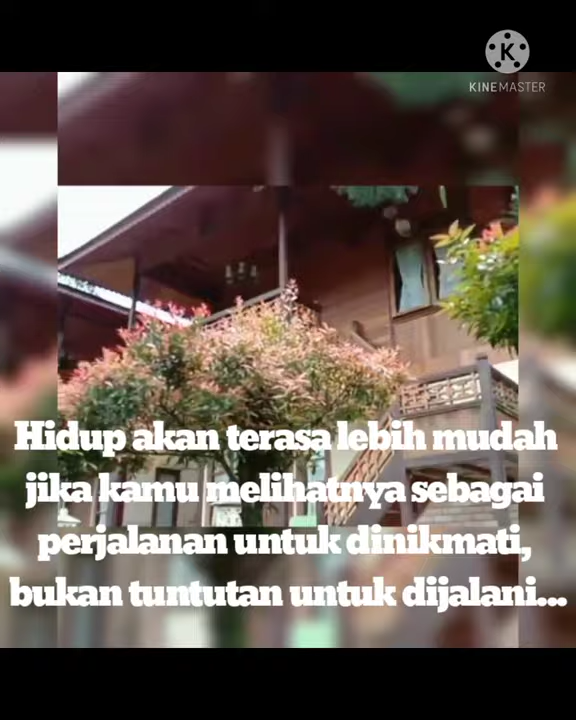 K
KINEMASTER
Hidup akan terasa lebih mudah
jika kamu melihatnya sebagai
perjalanan untuk dinikmati,
bukan tuntutan untuk dijalani...